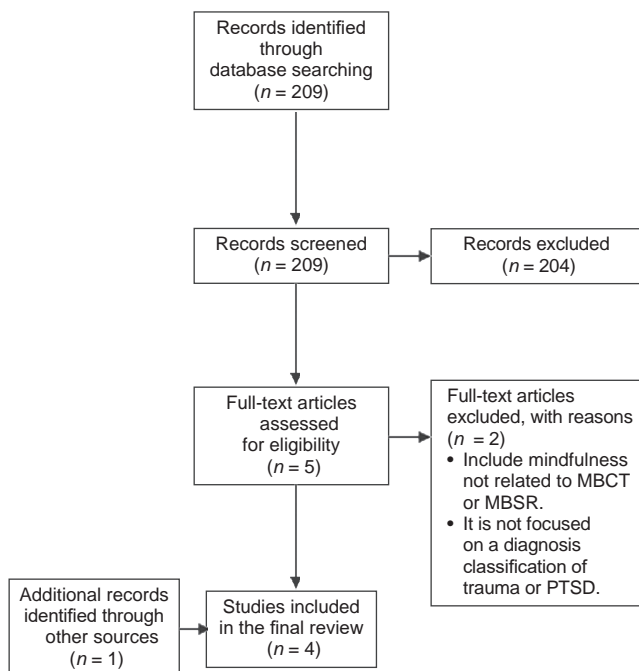 Records identified
through
database searching
(n = 209)
Records screened
(n = 209)
Records excluded
(n = 204)
Full-text articles
assessed
for eligibility
(n = 5)
Full-text articles
excluded, with reasons
(n = 2)
• Include mindfulness
not related to MBCT
or MBSR.
• It is not focused
on a diagnosis
classification of
trauma or PTSD.
Additional records
identified through
other sources
(n = 1)
Studies included
in the final review
(n = 4)